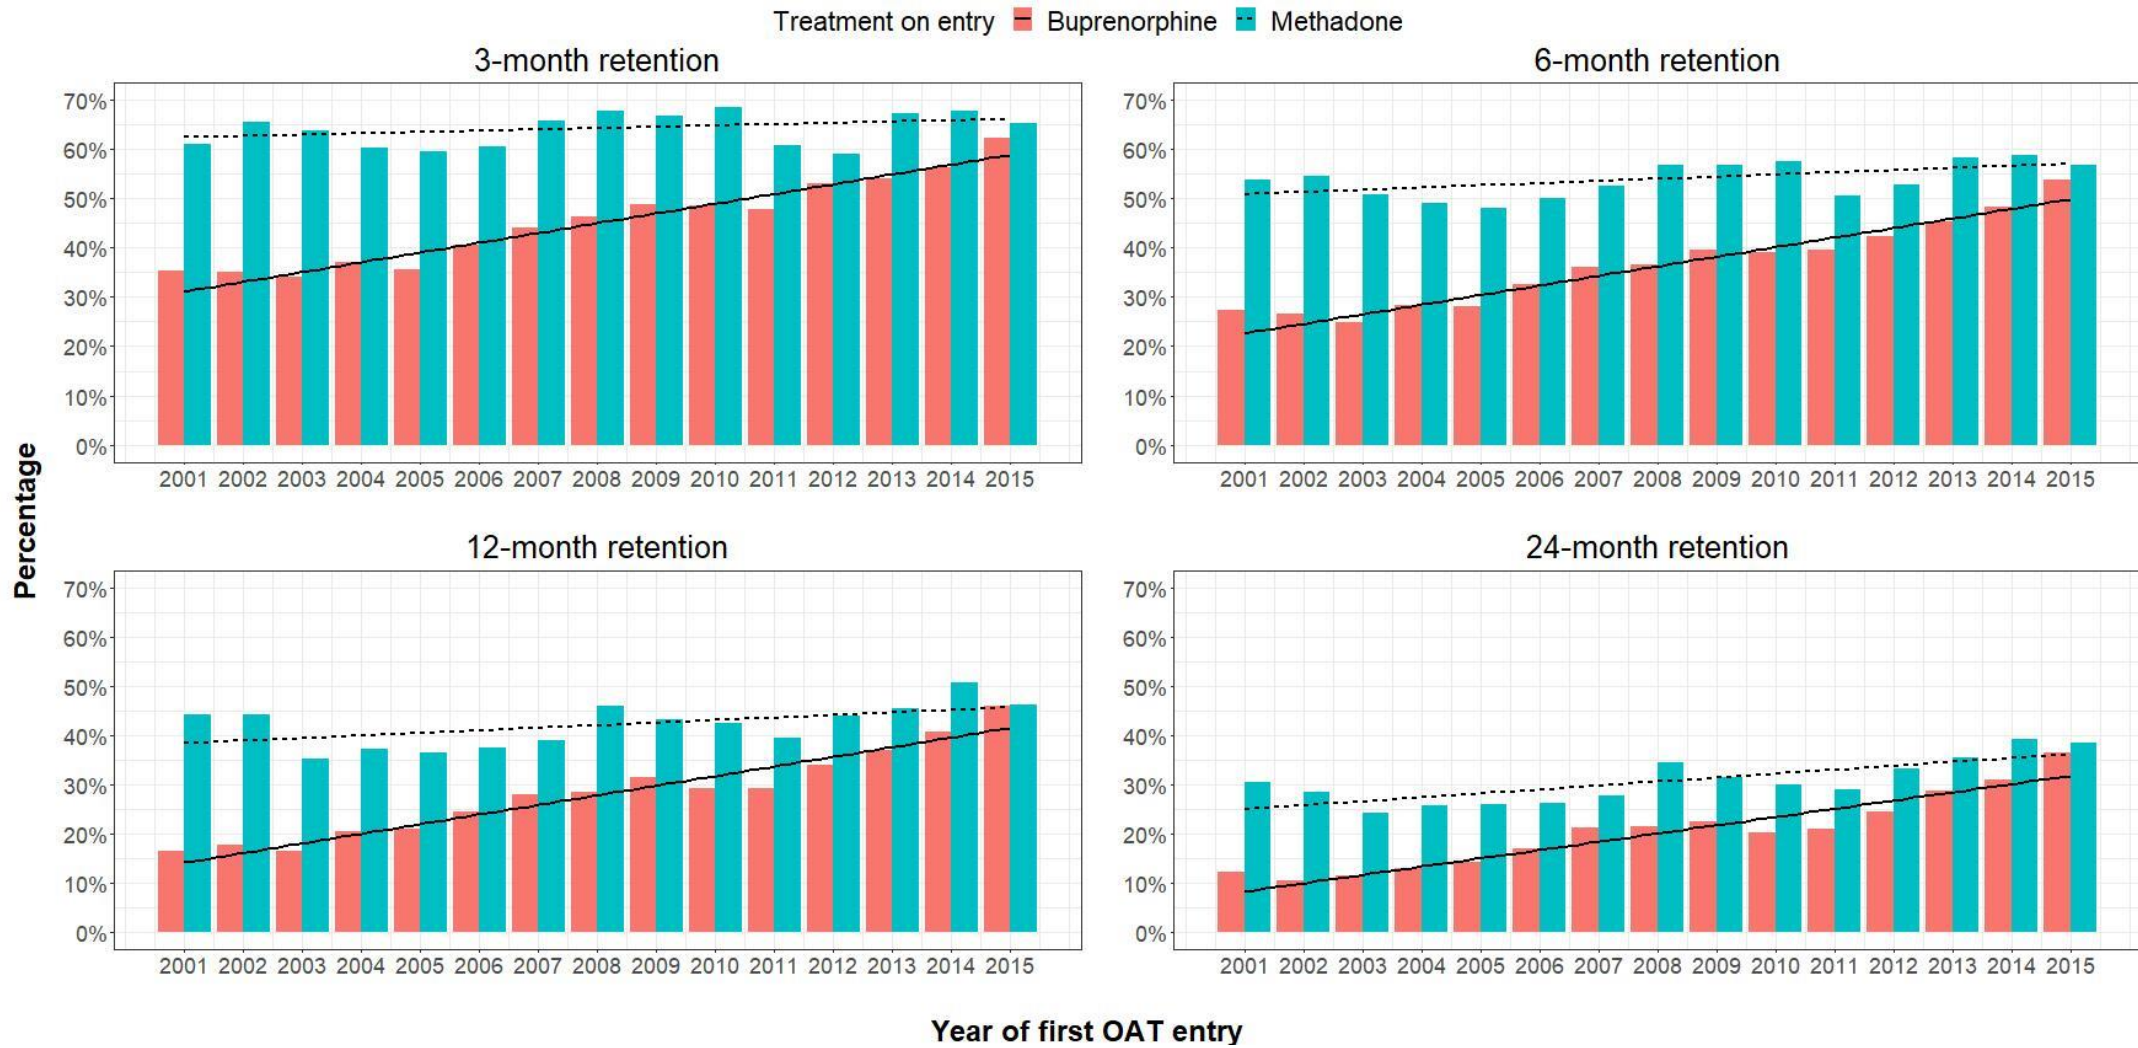 Treatment on entry Buprenorphine Methadone
3-month retention
70%
60%
50%
40%
30%
20%
10%
0%
2001 2002 2003 2004 2005 2006 2007 2008 2009 2010 2011 2012 2013 2014 2015
6-month retention
70%
60%
50%
40%
30%
20%
10%
0%
2001 2002 2003 2004 2005 2006 2007 2008 2009 2010 2011 2012 2013 2014 2015
Percentage
12-month retention
70%
60%
50%
40%
30%
20%
10%
0%
2001 2002 2003 2004 2005 2006 2007 2008 2009 2010 2011 2012 2013 2014 2015
24-month retention
70%
60%
50%
40%
30%
20%
10%
0%
2001 2002 2003 2004 2005 2006 2007 2008 2009 2010 2011 2012 2013 2014 2015
Year of first OAT entry